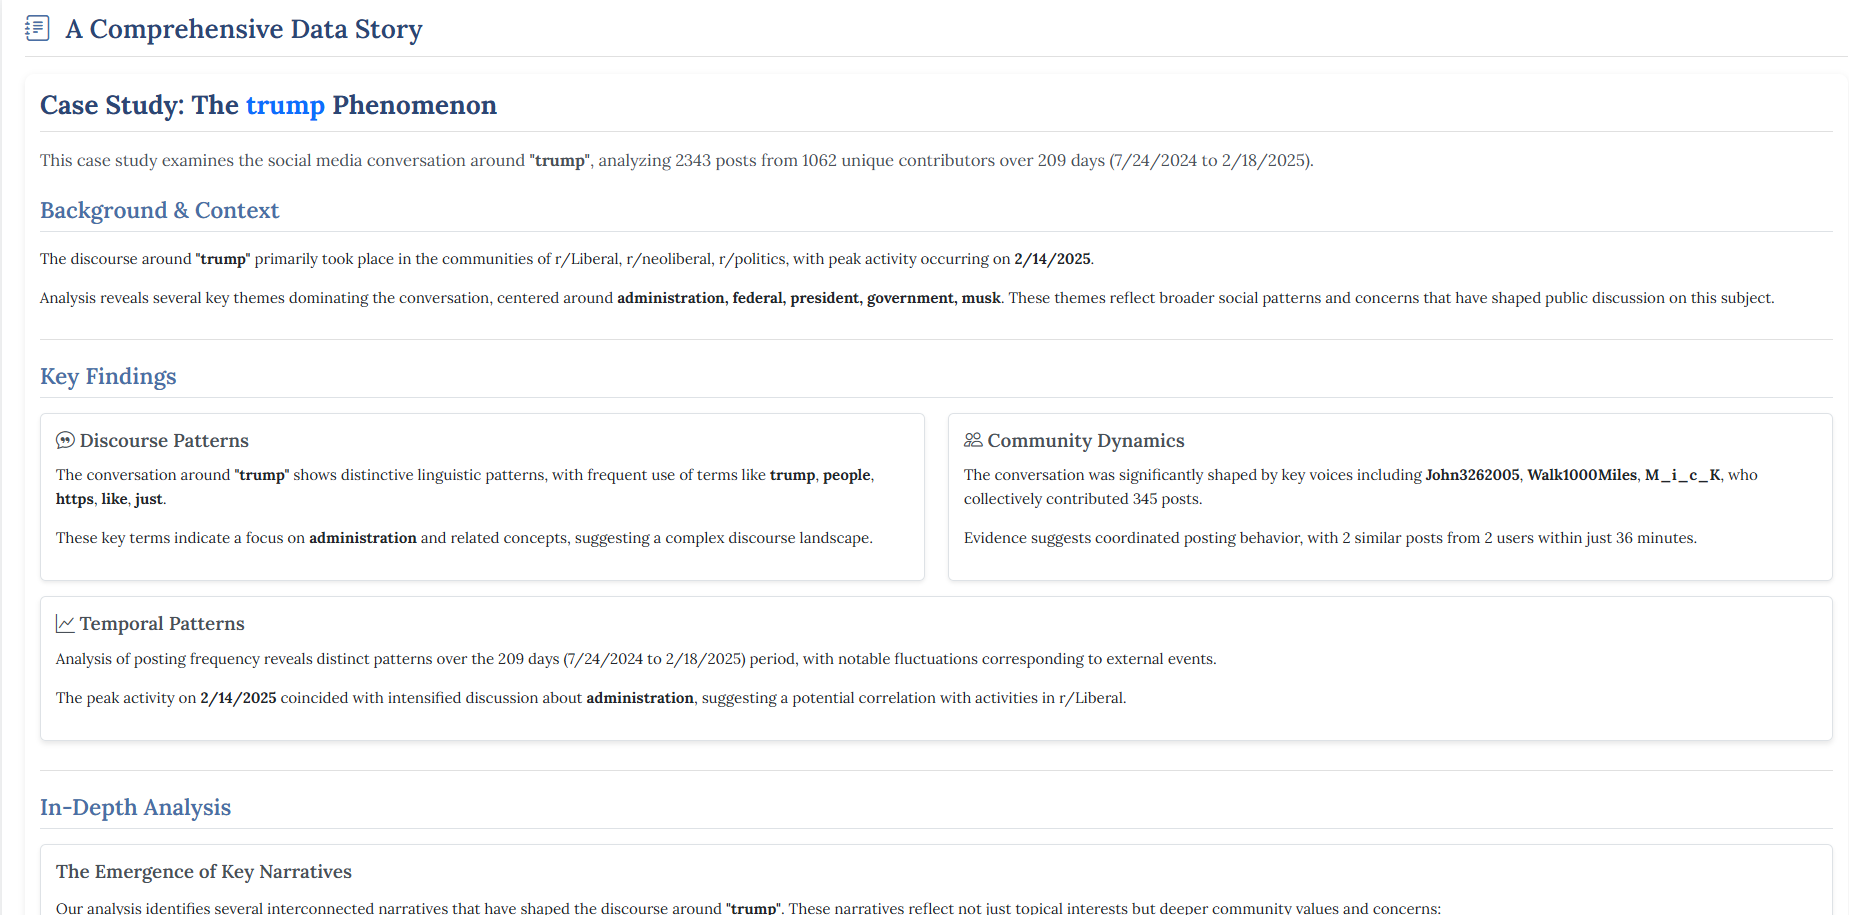 A Comprehensive Data Story
Case Study: The trump Phenomenon
This case study examines the social media conversation around "trump", analyzing 2343 posts from 1062 unique contributors over 209 days (7/24/2024 to 2/18/2025).
Background & Context
The discourse around "trump" primarily took place in the communities of r/Liberal, r/neoliberal, r/politics, with peak activity occurring on 2/14/2025.
Analysis reveals several key themes dominating the conversation, centered around administration, federal, president, government, musk. These themes reflect broader social patterns and concerns that have shaped public discussion on this subject.
Key Findings
Discourse Patterns
The conversation around "trump" shows distinctive linguistic patterns, with frequent use of terms like trump, people,
https, like, just.
These key terms indicate a focus on administration and related concepts, suggesting a complex discourse landscape.
Community Dynamics
The conversation was significantly shaped by key voices including John3262005, Walk1000Miles, M_i_c_K, who
collectively contributed 345 posts.
Evidence suggests coordinated posting behavior, with 2 similar posts from 2 users within just 36 minutes.
Temporal Patterns
Analysis of posting frequency reveals distinct patterns over the 209 days (7/24/2024 to 2/18/2025) period, with notable fluctuations corresponding to external events.
The peak activity on 2/14/2025 coincided with intensified discussion about administration, suggesting a potential correlation with activities in r/Liberal.
In-Depth Analysis
The Emergence of Key Narratives
Our analysis identifies several interconnected narratives that have shaped the discourse around "trump". These narratives reflect not just topical interests but deeper community values and concerns: